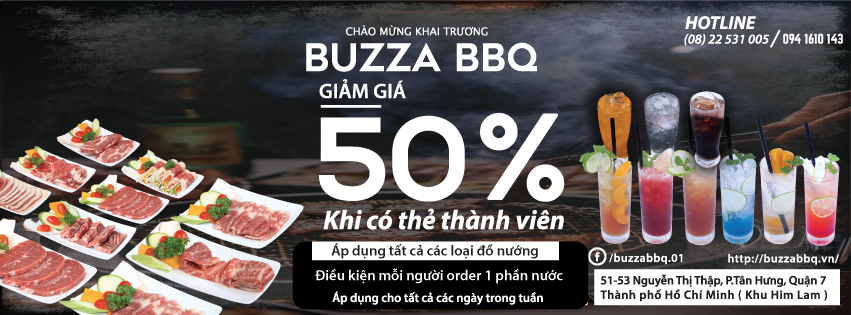 CHÀO MỪNG KHAI TRƯƠNG
BUZZA BBQ
GIẢM GIÁ
50%
Khi có thẻ thành viên
Áp dụng tất cả các loại đồ nướng
Điều kiện mỗi người order 1 phần nước
Áp dụng cho tất cả các ngày trong tuần
HOTLINE
(08) 22 531 005 / 094 1610 143
f /buzzabbq.01 http://buzzabbq.vn/
51-53 Nguyễn Thị Thập, P.Tân Hưng, Quận 7
Thành phố Hồ Chí Minh ( Khu Him Lam )